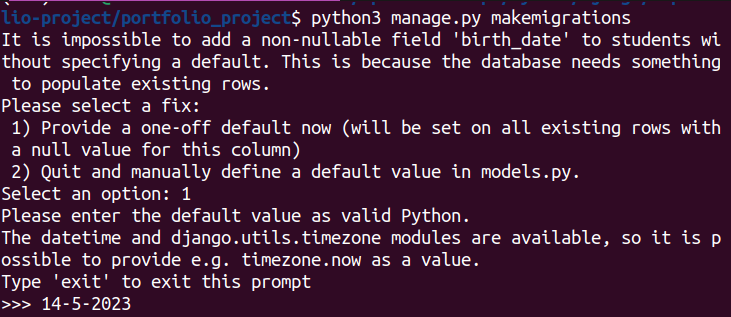 lio-project/portfolio_project$ python3 manage.py makemigrations
It is impossible to add a non-nullable field 'birth_date' to students wi
thout specifying a default. This is because the database needs something
 to populate existing rows.
Please select a fix:
 1) Provide a one-off default now (will be set on all existing rows with
a null value for this column)
 2) Quit and manually define a default value in models.py.
Select an option: 1
Please enter the default value as valid Python.
The datetime and django.utils.timezone modules are available, so it is p
ossible to provide e.g. timezone.now as a value.
Type 'exit' to exit this prompt
>>> 14-5-2023